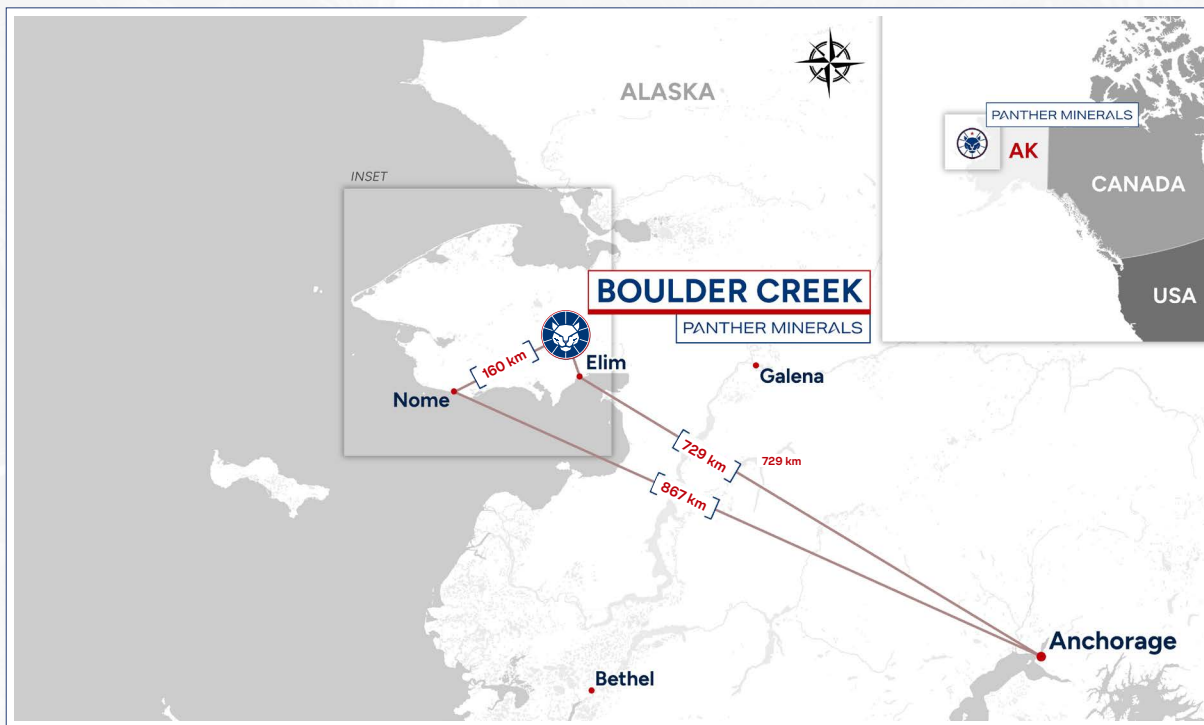 ALASKA
PANTHER MINERALS
AK
CANADA
USA
INSET
BOULDER CREEK
PANTHER MINERALS
160 km
Elim
Galena
Nome
729 km
729 km
867 km
Anchorage
Bethel